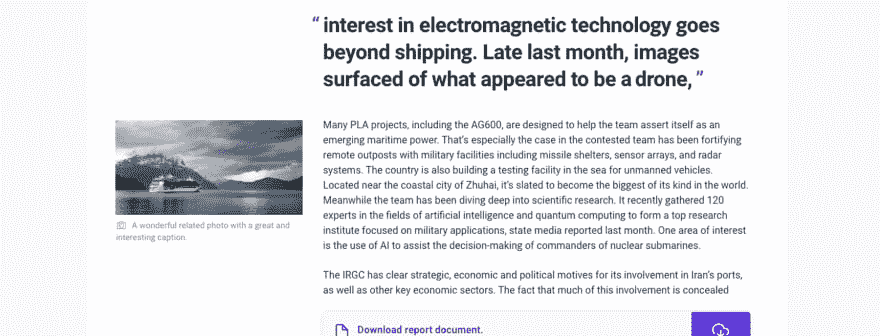 “ interest in electromagnetic technology goes
beyond shipping. Late last month, images
surfaced of what appeared to be a drone, ”
Many PLA projects, including the AG600, are designed to help the team assert itself as an
emerging maritime power. That’s especially the case in the contested team has been fortifying
remote outposts with military facilities including missile shelters, sensor arrays, and radar
systems. The country is also building a testing facility in the sea for unmanned vehicles.
Located near the coastal city of Zhuhai, it’s slated to become the biggest of its kind in the world.
Meanwhile the team has been diving deep into scientific research. It recently gathered 120
experts in the fields of artificial intelligence and quantum computing to form a top research
institute focused on military applications, state media reported last month. One area of interest
is the use of AI to assist the decision-making of commanders of nuclear submarines.
A wonderful related photo with a great and
interesting caption.
The IRGC has clear strategic, economic and political motives for its involvement in Iran’s ports,
as well as other key economic sectors. The fact that much of this involvement is concealed
Download report document.